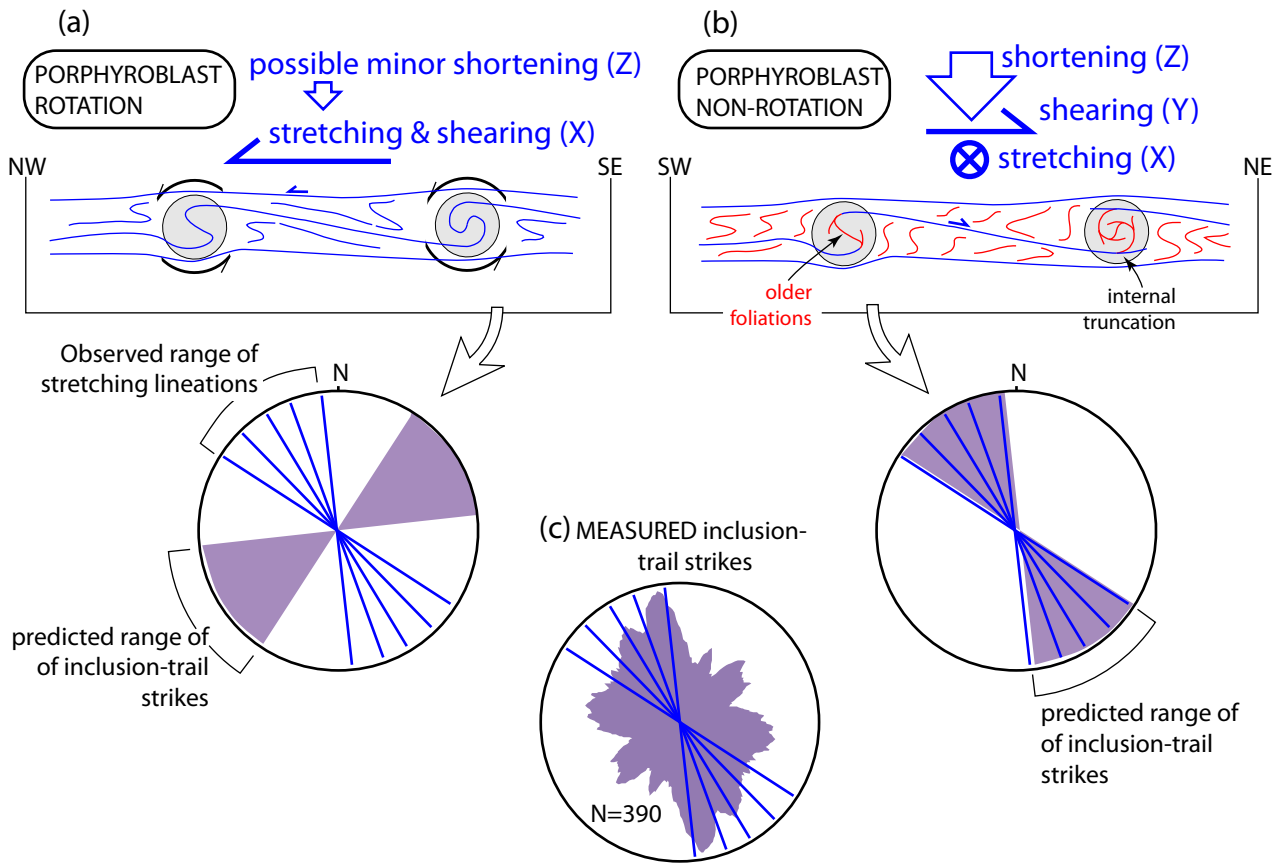 (a)
PORPHYROBLAST
ROTATION
possible minor shortening (Z)
stretching & shearing (X)
NW
SE
(b)
PORPHYROBLAST
NON-ROTATION
shortening (Z)
shearing (Y)
stretching (X)
SW
NE
older
foliations
internal
truncation
Observed range of
stretching lineations
N
predicted range of
of inclusion-trail
strikes
N
predicted range of
of inclusion-trail
strikes
(c) MEASURED inclusion-
trail strikes
N=390